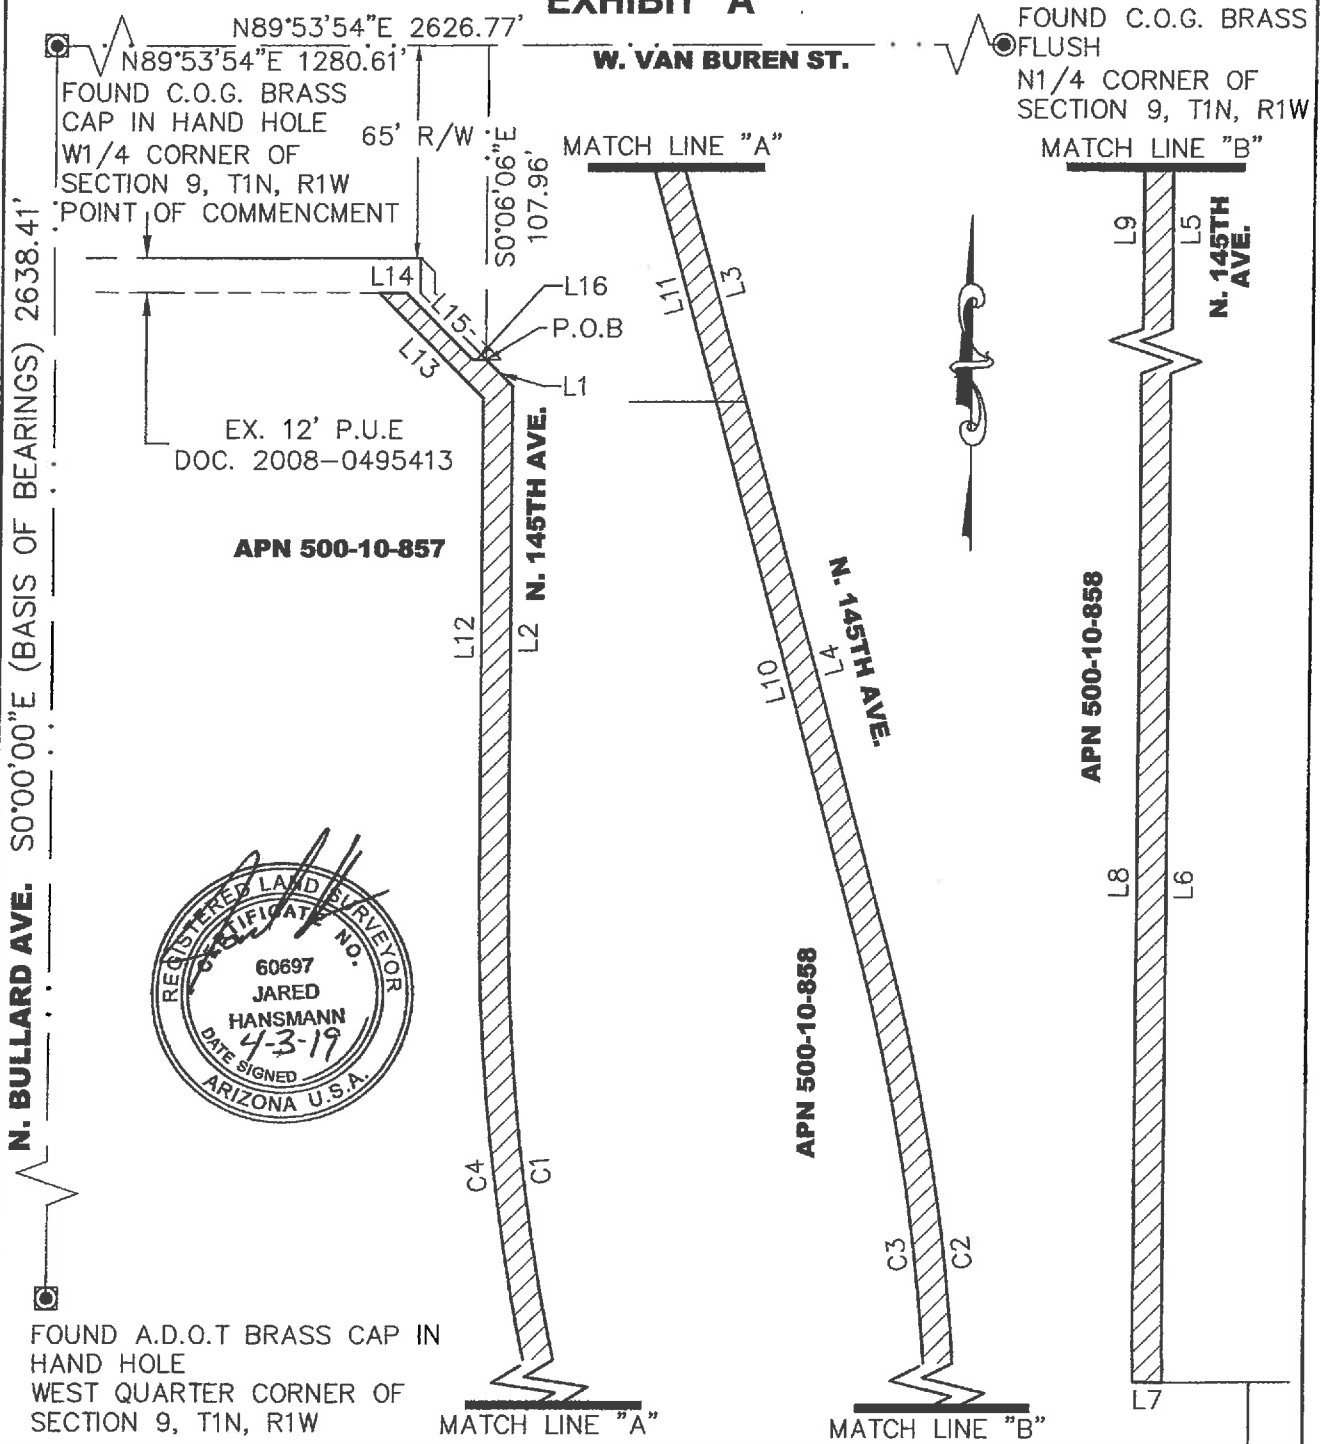 EXHIBIT "A"
N89°53'54"E 2626.77'
N89°53'54"E 1280.61'
W. VAN BUREN ST.
FOUND C.O.G. BRASS
FLUSH
N1/4 CORNER OF
SECTION 9, T1N, R1W
FOUND C.O.G. BRASS
CAP IN HAND HOLE
W1/4 CORNER OF
SECTION 9, T1N, R1W
POINT OF COMMENCMENT
65' R/W
S0°06'06"E
107.96'
MATCH LINE "A"
MATCH LINE "B"
L14
L15
L16
P.O.B
L13
L1
EX. 12' P.U.E
DOC. 2008-0495413
APN 500-10-857
N. 145TH AVE.
L12
L2
C4
C1
L11
L3
N. 145TH AVE.
L10
L4
APN 500-10-858
C3
C2
L9
L5
N. 145TH
AVE.
APN 500-10-858
L8
L6
L7
N. BULLARD AVE. S0°00'00"E (BASIS OF BEARINGS) 2638.41'
REGISTERED LAND SURVEYOR
CERTIFICATE NO.
60697
JARED
HANSMANN
4-3-19
DATE SIGNED
ARIZONA U.S.A.
FOUND A.D.O.T BRASS CAP IN
HAND HOLE
WEST QUARTER CORNER OF
SECTION 9, T1N, R1W
MATCH LINE "A"
MATCH LINE "B"